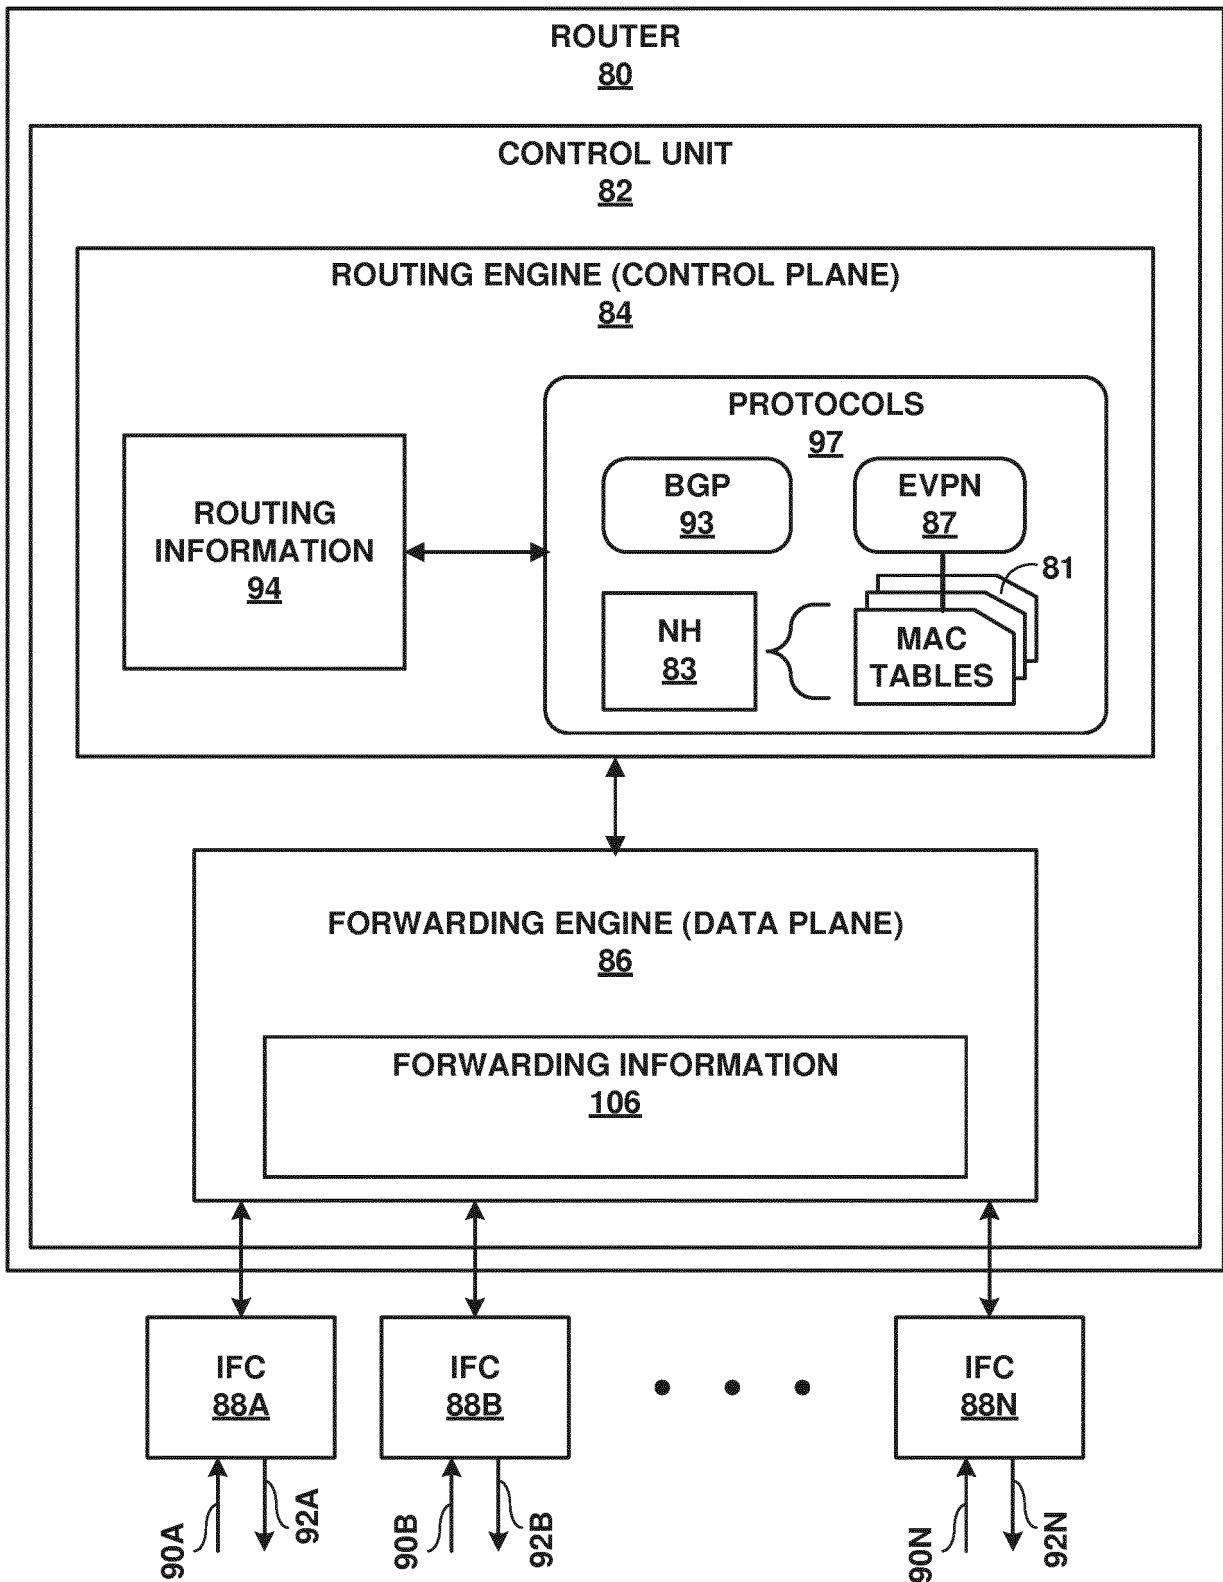 ROUTER
80
CONTROL UNIT
82
ROUTING ENGINE (CONTROL PLANE)
84
PROTOCOLS
97
ROUTING
INFORMATION
94
BGP
93
EVPN
87
81
NH
83
MAC
TABLES
FORWARDING ENGINE (DATA PLANE)
86
FORWARDING INFORMATION
106
IFC
88A
IFC
88B
IFC
88N
90A
92A
90B
92B
90N
92N